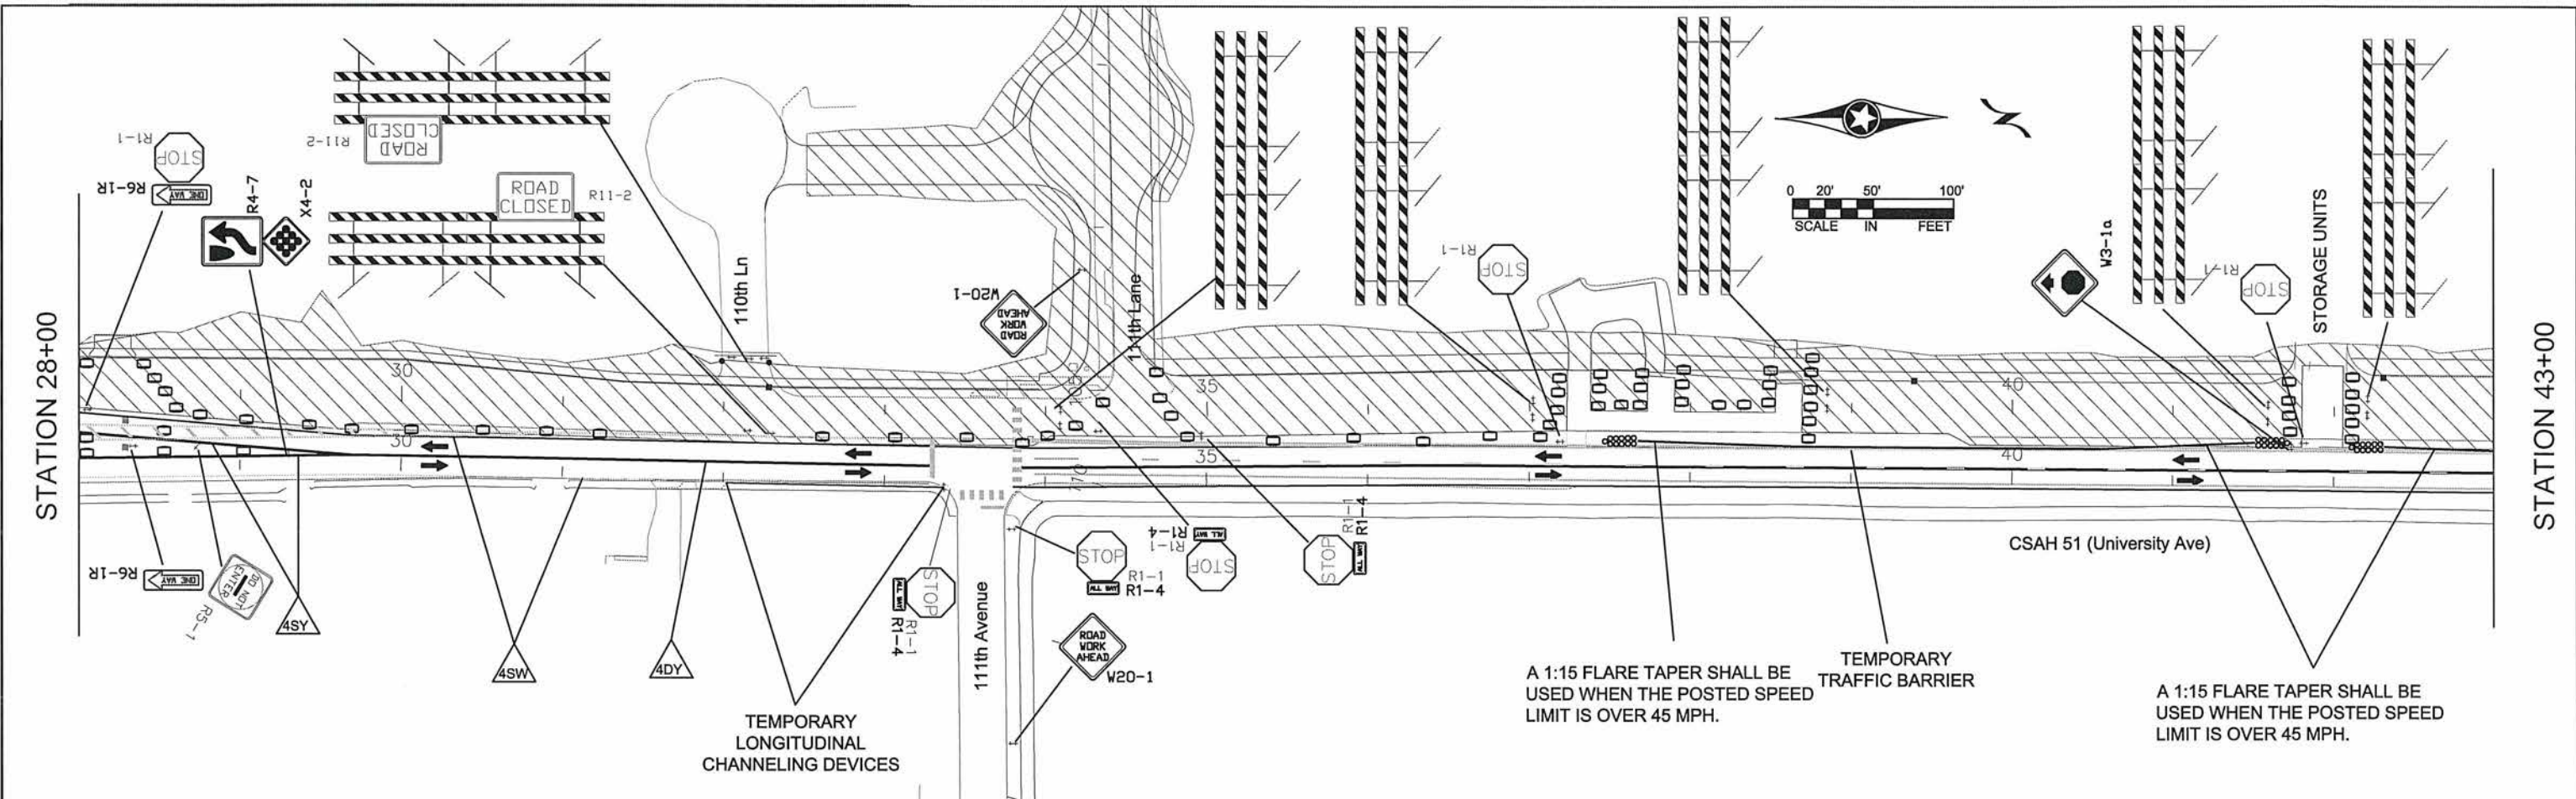 STATION 28+00
R1-1
STOP
R6-1R
ONE WAY
R4-7
X4-2
R11-2
ROAD
CLOSED
ROAD
CLOSED
R11-2
110th Ln
W20-1
ROAD
WORK
AHEAD
111th Lane
R1-1
STOP
0 20' 50' 100'
SCALE IN FEET
W3-1a
R1-1
STOP
STORAGE UNITS
STATION 43+00
30
30
35
35
40
40
R6-1R
ONE WAY
DO NOT
ENTER
R5-1
4SY
4SW
4DY
TEMPORARY
LONGITUDINAL
CHANNELING DEVICES
STOP
ALL WAY
R1-1
R1-4
111th Avenue
STOP
ALL WAY
R1-1
R1-4
ROAD
WORK
AHEAD
W20-1
R1-4
ALL WAY
R1-1
STOP
STOP
ALL WAY
R1-1
R1-4
A 1:15 FLARE TAPER SHALL BE
USED WHEN THE POSTED SPEED
LIMIT IS OVER 45 MPH.
TEMPORARY
TRAFFIC BARRIER
CSAH 51 (University Ave)
A 1:15 FLARE TAPER SHALL BE
USED WHEN THE POSTED SPEED
LIMIT IS OVER 45 MPH.